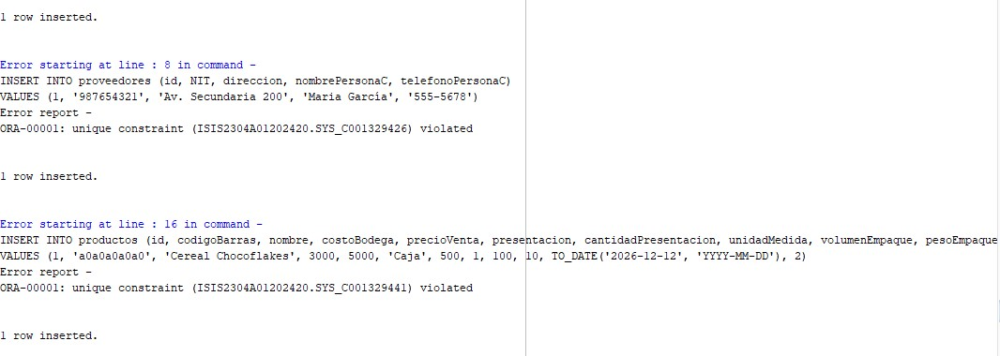 1 row inserted.
Error starting at line : 8 in command -
INSERT INTO proveedores (id, NIT, direccion, nombrePersonaC, telefonoPersonaC)
VALUES (1, '987654321', 'Av. Secundaria 200', 'Maria García', '555-5678')
Error report -
ORA-00001: unique constraint (ISIS2304A01202420.SYS_C001329426) violated
1 row inserted.
Error starting at line : 16 in command -
INSERT INTO productos (id, codigoBarras, nombre, costoBodega, precioVenta, presentacion, cantidadPresentacion, unidadMedida, volumenEmpaque, pesoEmpaque
VALUES (1, 'a0a0a0a0a0', 'Cereal Chocoflakes', 3000, 5000, 'Caja', 500, 1, 100, 10, TO_DATE('2026-12-12', 'YYYY-MM-DD'), 2)
Error report -
ORA-00001: unique constraint (ISIS2304A01202420.SYS_C001329441) violated
1 row inserted.